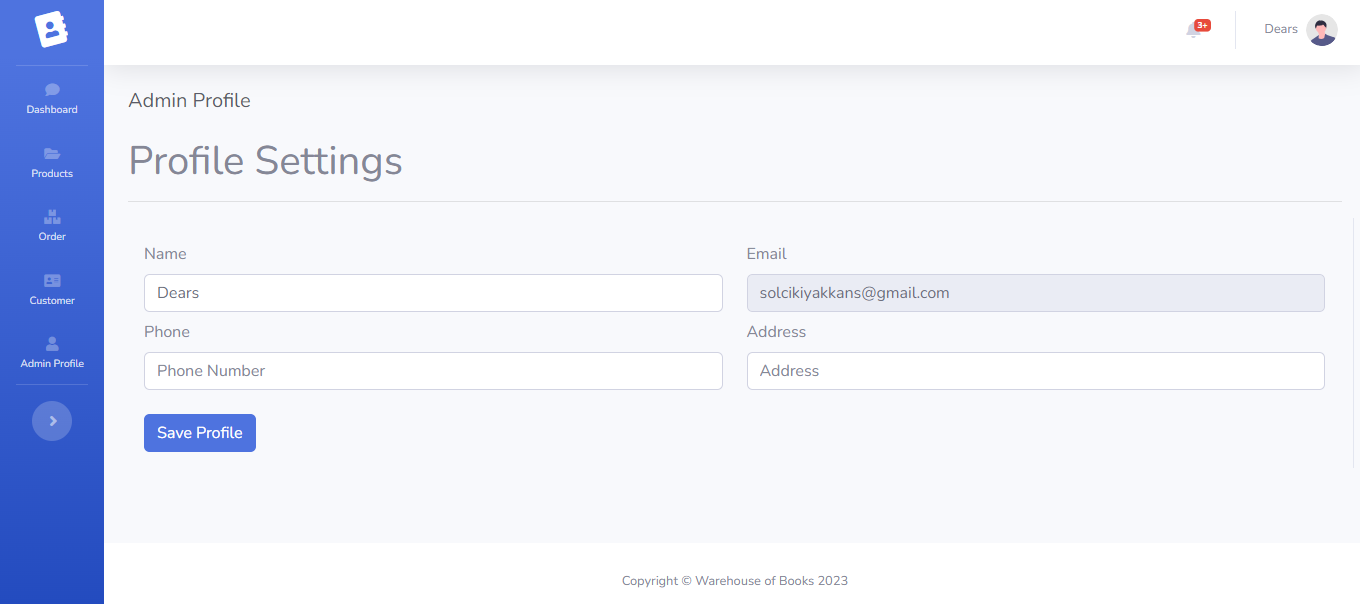 3+
Dears
Dashboard
Products
Order
Customer
Admin Profile
Admin Profile
Profile Settings
Name
Email
Dears
solcikiyakkans@gmail.com
Phone
Address
Phone Number
Address
Save Profile
Copyright © Warehouse of Books 2023